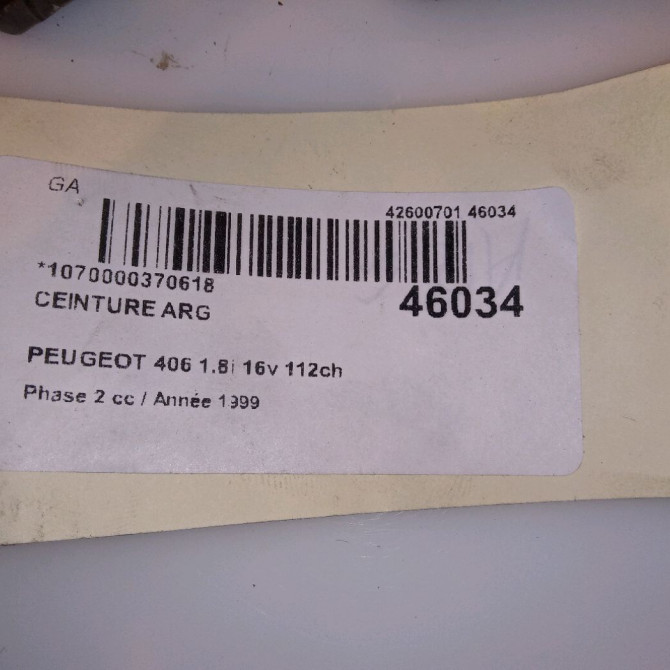 GA
42600701 46034
*1070000370618
46034
CEINTURE ARG
PEUGEOT 406 1.8i 16v 112ch
Phase 2 cc / Année 1999